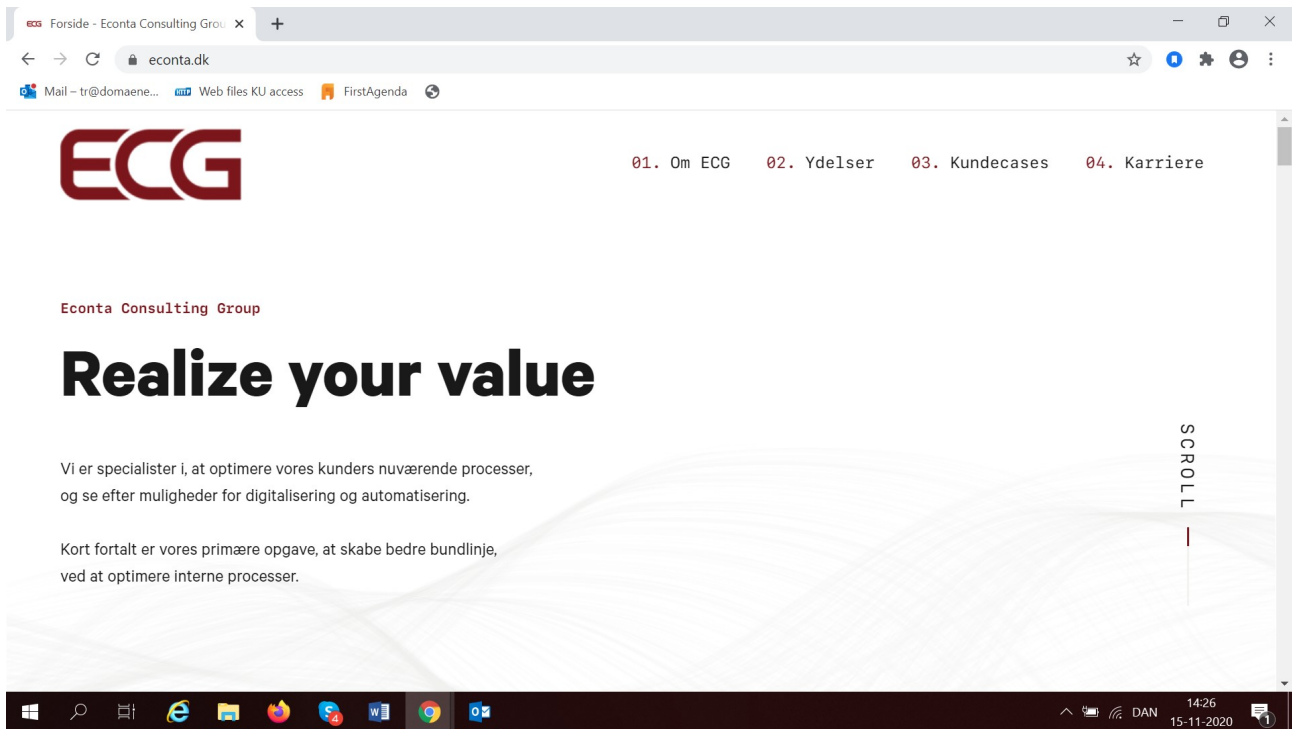 ECG Forside - Econta Consulting Grou
econta.dk
Mail – tr@domaene... Web files KU access FirstAgenda
ECG
01. Om ECG 02. Ydelser 03. Kundecases 04. Karriere
Econta Consulting Group
Realize your value
Vi er specialister i, at optimere vores kunders nuværende processer,
og se efter muligheder for digitalisering og automatisering.
Kort fortalt er vores primære opgave, at skabe bedre bundlinje,
ved at optimere interne processer.
SCROLL
DAN
14:26
15-11-2020
4
1